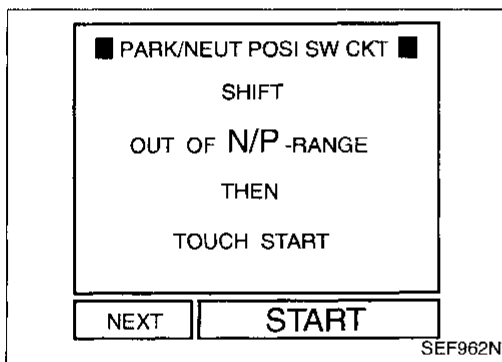 ■ PARK/NEUT POSI SW CKT ■
SHIFT
OUT OF N/P-RANGE
THEN
TOUCH START
NEXT START
SEF962N